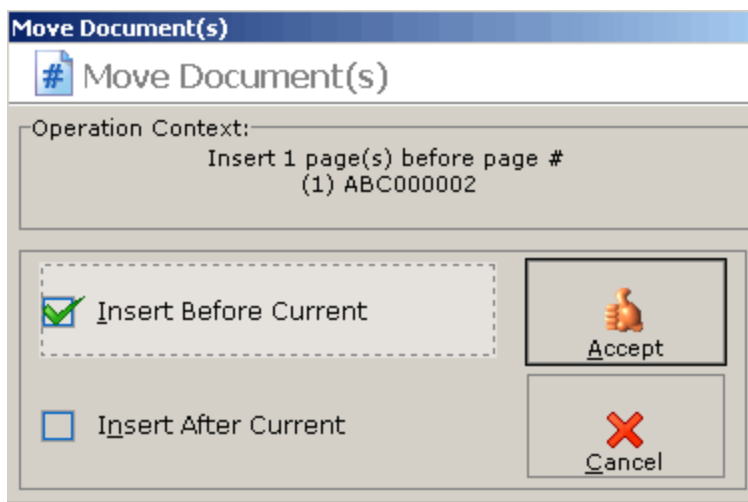 Move Document(s)
# Move Document(s)
Operation Context:
Insert 1 page(s) before page #
(1) ABC000002
Insert Before Current
Accept
Insert After Current
Cancel